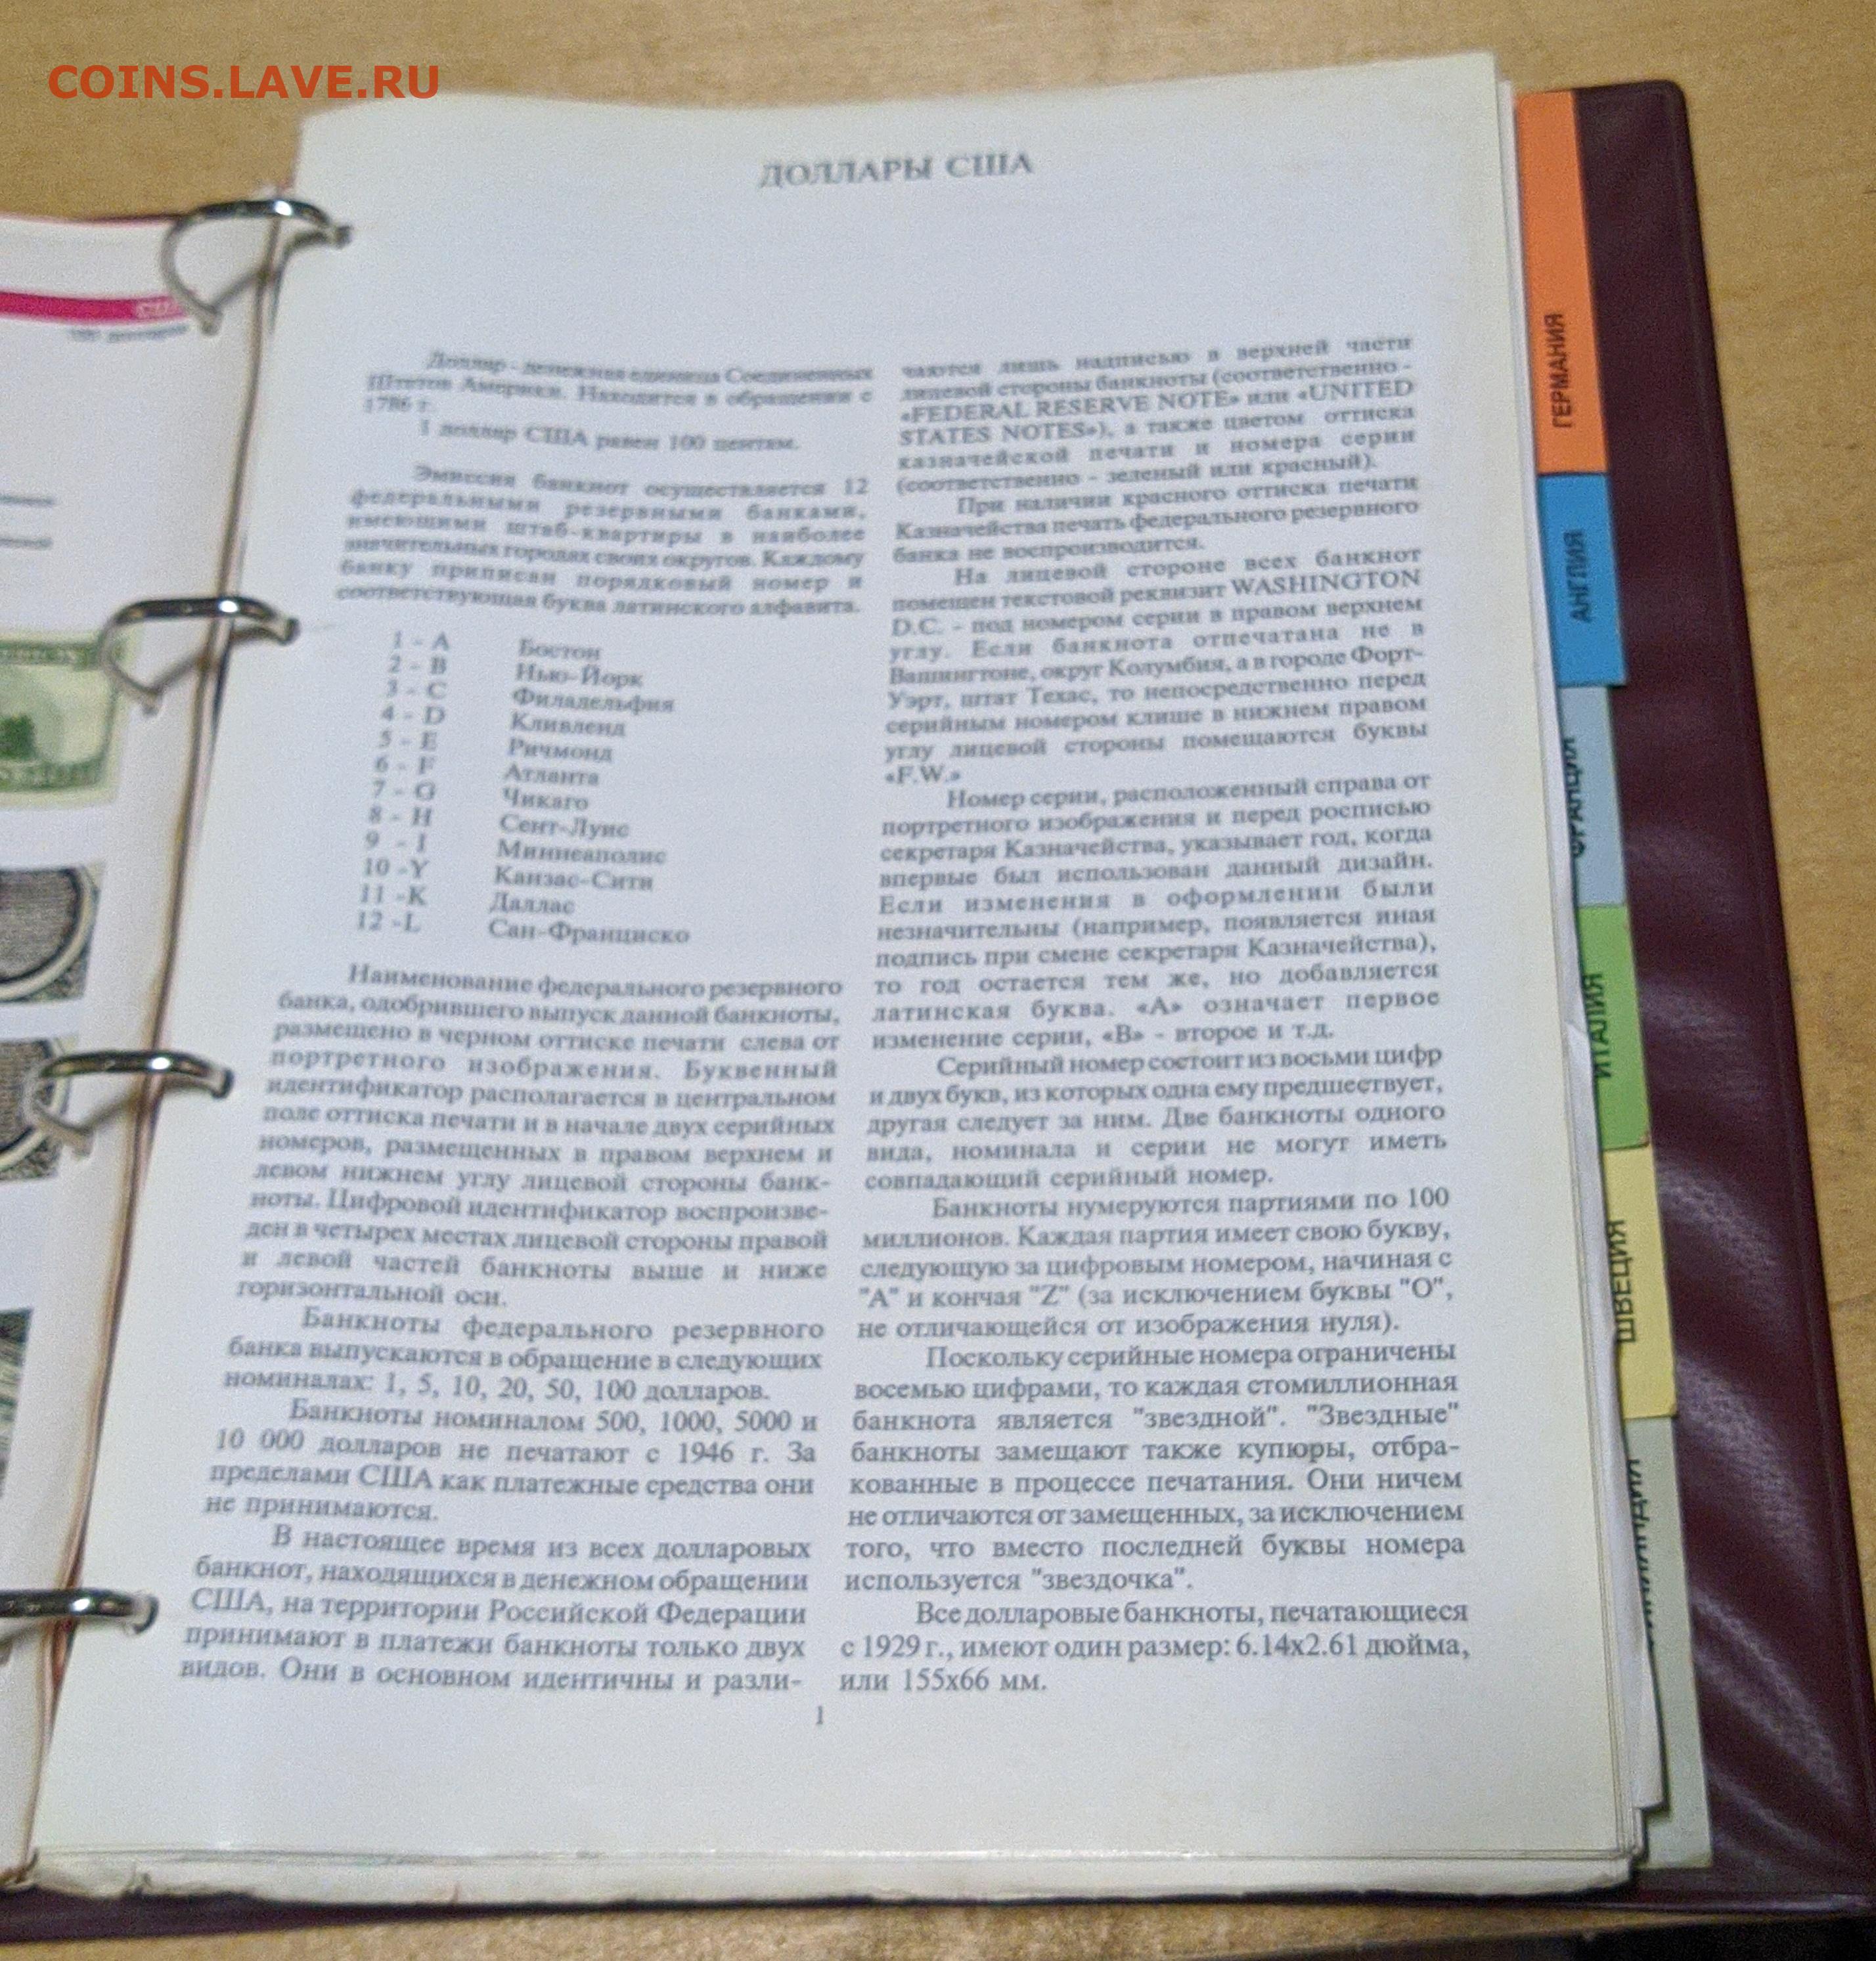 COINS.LAVE.RU
ДОЛЛАРЫ США
Доллар - денежная единица Соединенных
Штатов Америки. Находится в обращении с
1786 г.
1 доллар США равен 100 центам.
Эмиссия банкнот осуществляется 12
федеральными резервными банками,
имеющими штаб-квартиры в наиболее
значительных городах своих округов. Каждому
банку приписан порядковый номер и
соответствующая буква латинского алфавита.
1 - A Бостон
2 - B Нью-Йорк
3 - C Филадельфия
4 - D Кливленд
5 - E Ричмонд
6 - F Атланта
7 - G Чикаго
8 - H Сент-Луис
9 - I Миннеаполис
10 -Y Канзас-Сити
11 -K Даллас
12 -L Сан-Франциско
Наименование федерального резервного
банка, одобрившего выпуск данной банкноты,
размещено в черном оттиске печати слева от
портретного изображения. Буквенный
идентификатор располагается в центральном
поле оттиска печати и в начале двух серийных
номеров, размещенных в правом верхнем и
левом нижнем углу лицевой стороны банк-
ноты. Цифровой идентификатор воспроизве-
ден в четырех местах лицевой стороны правой
и левой частей банкноты выше и ниже
горизонтальной оси.
Банкноты федерального резервного
банка выпускаются в обращение в следующих
номиналах: 1, 5, 10, 20, 50, 100 долларов.
Банкноты номиналом 500, 1000, 5000 и
10 000 долларов не печатают с 1946 г. За
пределами США как платежные средства они
не принимаются.
В настоящее время из всех долларовых
банкнот, находящихся в денежном обращении
США, на территории Российской Федерации
принимают в платежи банкноты только двух
видов. Они в основном идентичны и разли-
чаются лишь надписью в верхней части
лицевой стороны банкноты (соответственно -
«FEDERAL RESERVE NOTE» или «UNITED
STATES NOTES»), а также цветом оттиска
казначейской печати и номера серии
(соответственно - зеленый или красный).
При наличии красного оттиска печати
Казначейства печать федерального резервного
банка не воспроизводится.
На лицевой стороне всех банкнот
помещен текстовой реквизит WASHINGTON
D.C. - под номером серии в правом верхнем
углу. Если банкнота отпечатана не в
Вашингтоне, округ Колумбия, а в городе Форт-
Уэрт, штат Техас, то непосредственно перед
серийным номером клише в нижнем правом
углу лицевой стороны помещаются буквы
«F.W.»
Номер серии, расположенный справа от
портретного изображения и перед росписью
секретаря Казначейства, указывает год, когда
впервые был использован данный дизайн.
Если изменения в оформлении были
незначительны (например, появляется иная
подпись при смене секретаря Казначейства),
то год остается тем же, но добавляется
латинская буква. «A» означает первое
изменение серии, «B» - второе и т.д.
Серийный номер состоит из восьми цифр
и двух букв, из которых одна ему предшествует,
другая следует за ним. Две банкноты одного
вида, номинала и серии не могут иметь
совпадающий серийный номер.
Банкноты нумеруются партиями по 100
миллионов. Каждая партия имеет свою букву,
следующую за цифровым номером, начиная с
"A" и кончая "Z" (за исключением буквы "O",
не отличающейся от изображения нуля).
Поскольку серийные номера ограничены
восемью цифрами, то каждая стомиллионная
банкнота является "звездной". "Звездные"
банкноты замещают также купюры, отбра-
кованные в процессе печатания. Они ничем
не отличаются от замещенных, за исключением
того, что вместо последней буквы номера
используется "звездочка".
Все долларовые банкноты, печатающиеся
с 1929 г., имеют один размер: 6.14x2.61 дюйма,
или 155x66 мм.
1
ГЕРМАНИЯ
АНГЛИЯ
ФРАНЦИЯ
ИТАЛИЯ
ШВЕЦИЯ